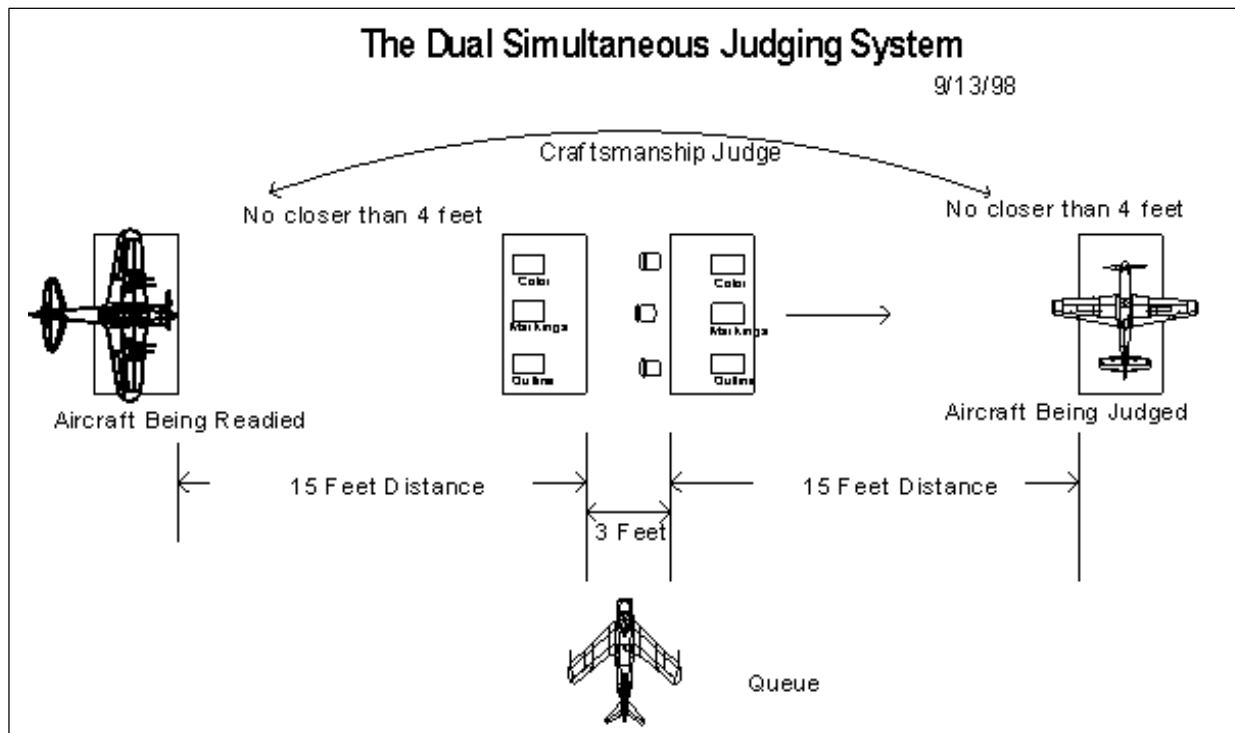 The Dual Simultaneous Judging System
9/13/98
Craftsmanship Judge
No closer than 4 feet
No closer than 4 feet
Color
Color
Markings
Markings
Outline
Outline
Aircraft Being Readied
Aircraft Being Judged
15 Feet Distance
15 Feet Distance
3 Feet
Queue